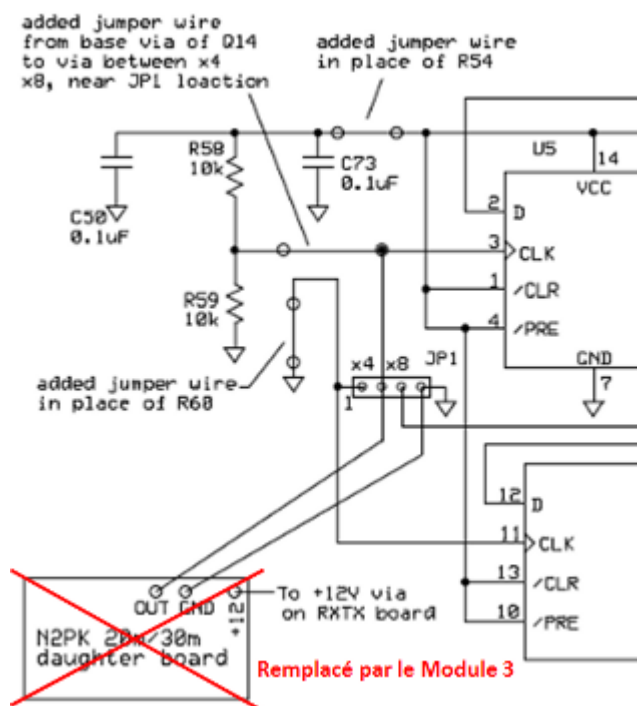 added jumper wire
from base via of Q14
to via between x4
x8, near JP1 loaction
added jumper wire
in place of R54
R58
10k
C73
0.1uF
C50
0.1uF
U5
14
VCC
2
D
3
CLK
1
/CLR
4
/PRE
GND
7
R59
10k
added jumper wire
in place of R60
x4
x8
JP1
1
12
D
11
CLK
13
/CLR
10
/PRE
OUT
GND
+12
To +12V via
on RXTX board
N2PK 20m/30m
daughter board
Remplacé par le Module 3